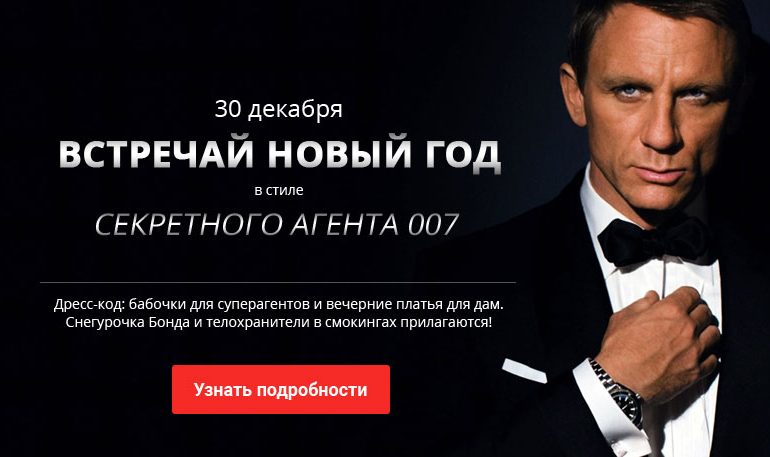 30 декабря
ВСТРЕЧАЙ НОВЫЙ ГОД
в стиле
СЕКРЕТНОГО АГЕНТА 007
Дресс-код: бабочки для суперагентов и вечерние платья для дам.
Снегурочка Бонда и телохранители в смокингах прилагаются!
Узнать подробности